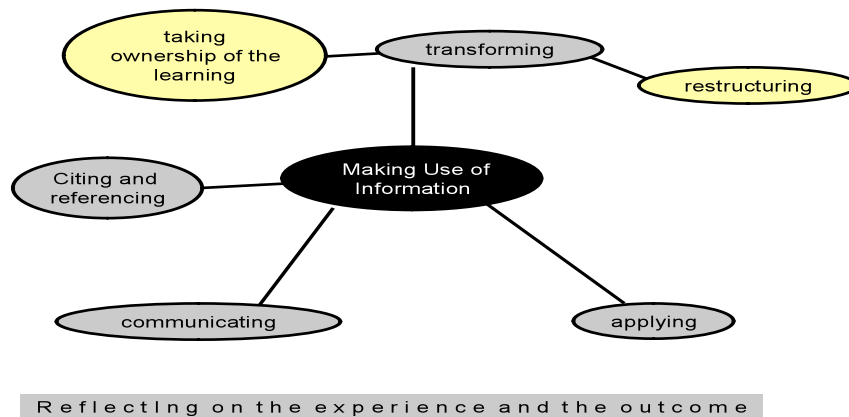 taking
ownership of the
learning
transforming
restructuring
Making Use of
Information
Citing and
referencing
communicating
applying
ReflectIng on the experience and the outcome